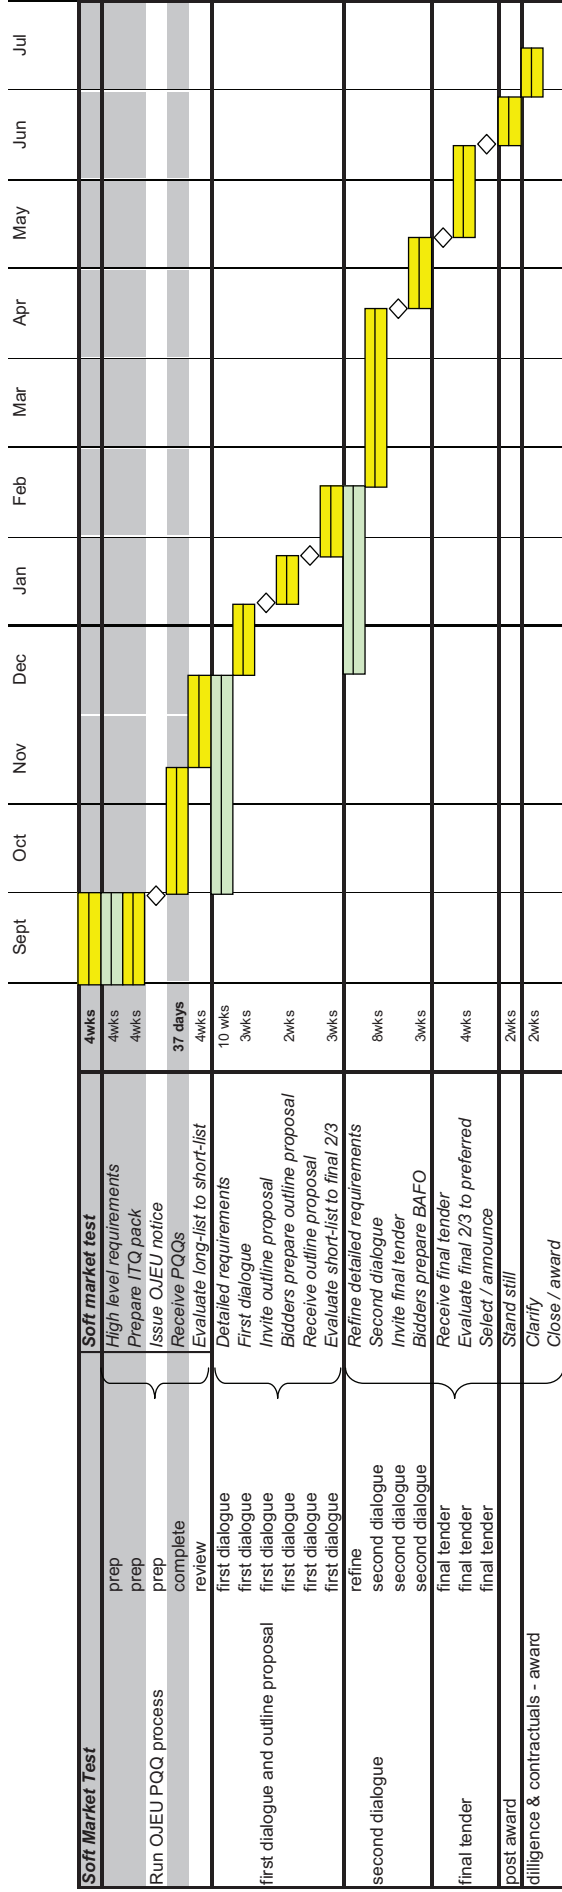 Sept Oct Nov Dec Jan Feb Mar Apr May Jun Jul
Soft Market Test Soft market test 4wks
prep High level requirements 4wks
prep Prepare ITQ pack 4wks
Run OJEU PQQ process prep Issue OJEU notice
complete Receive PQQs 37 days
review Evaluate long-list to short-list 4wks
first dialogue Detailed requirements 10 wks
first dialogue First dialogue 3wks
first dialogue and outline proposal first dialogue Invite outline proposal
first dialogue Bidders prepare outline proposal 2wks
first dialogue Receive outline proposal
first dialogue Evaluate short-list to final 2/3 3wks
refine Refine detailed requirements
second dialogue second dialogue Second dialogue 8wks
second dialogue Invite final tender
second dialogue Bidders prepare BAFO 3wks
final tender Receive final tender
final tender final tender Evaluate final 2/3 to preferred 4wks
final tender Select / announce
post award Stand still 2wks
dilligence & contractuals - award Clarify 2wks
Close / award